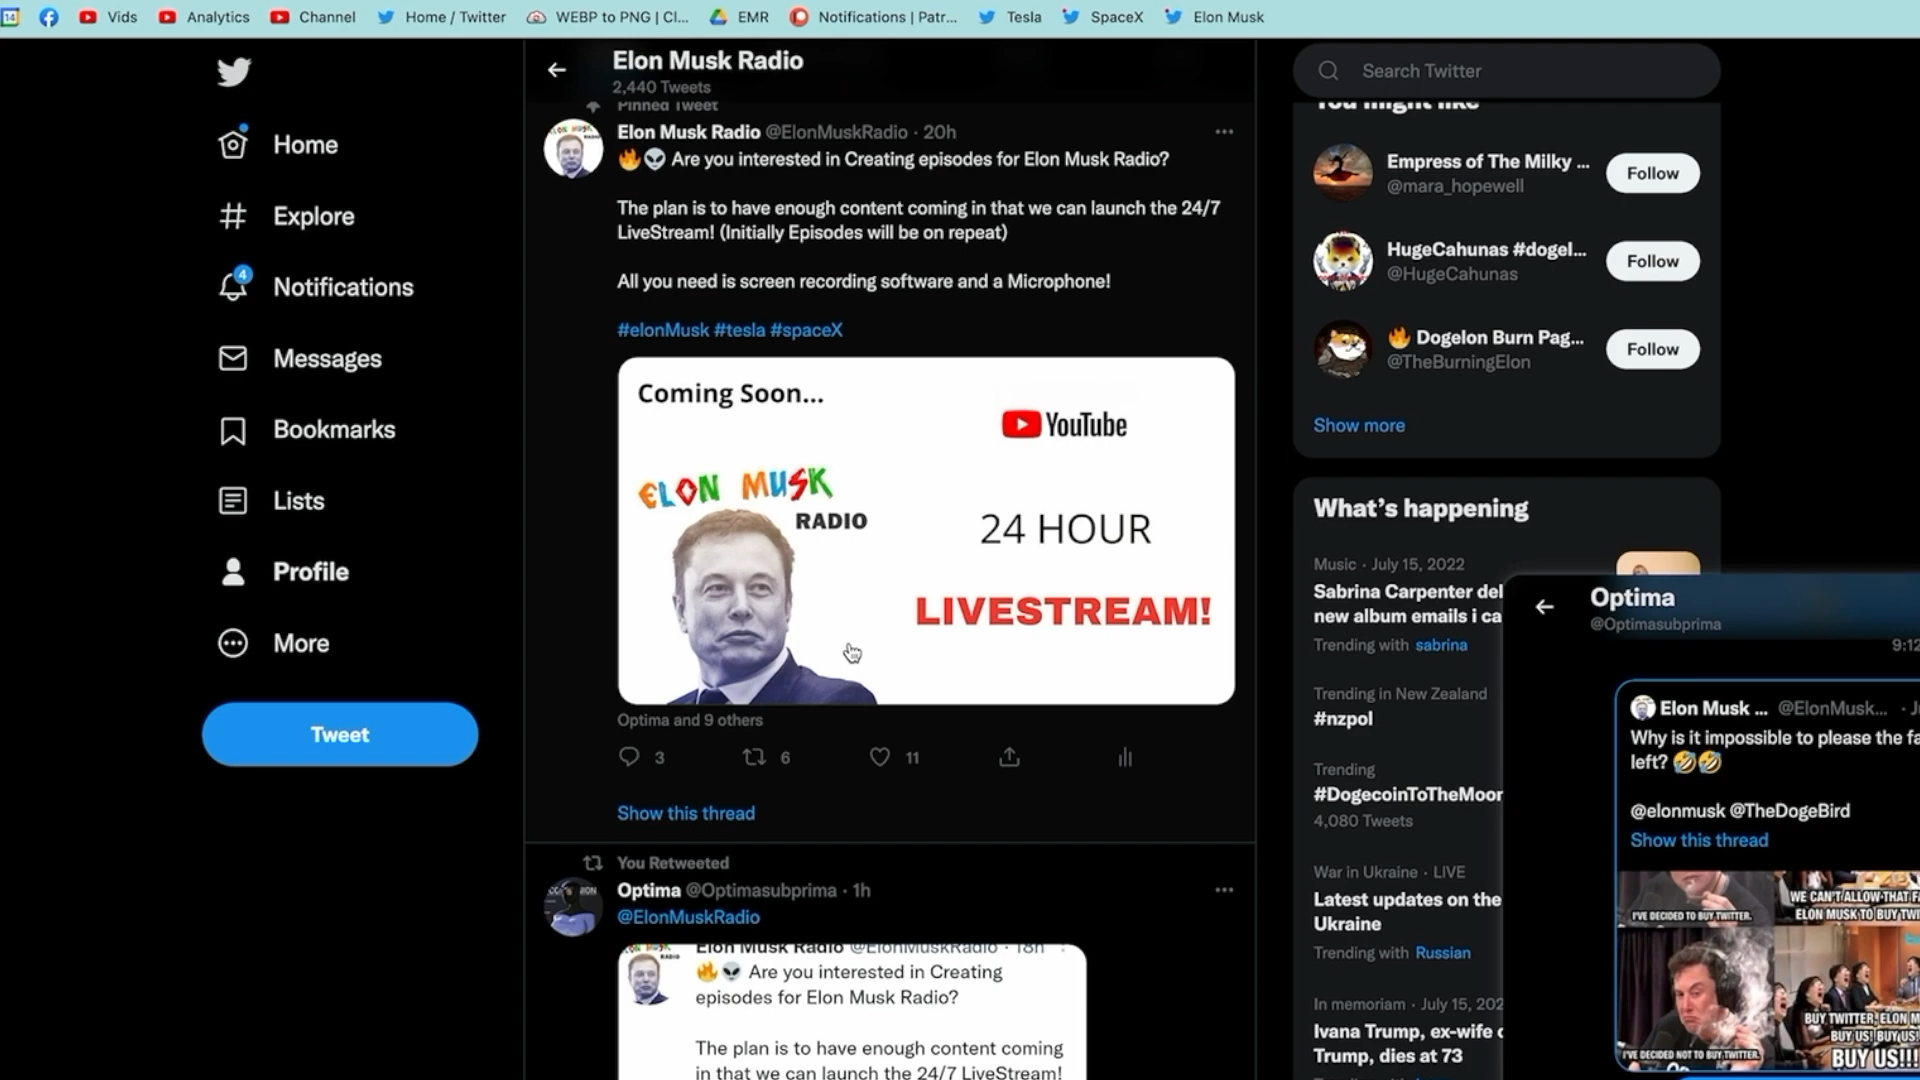 14
Vids
Analytics
Channel
Home / Twitter
WEBP to PNG | Cl...
EMR
Notifications | Patr...
Tesla
SpaceX
Elon Musk
Home
Explore
4
Notifications
Messages
Bookmarks
Lists
Profile
More
Tweet
Elon Musk Radio
2,440 Tweets
Pinned Tweet
Elon Musk Radio @ElonMuskRadio · 20h
🔥👽 Are you interested in Creating episodes for Elon Musk Radio?
The plan is to have enough content coming in that we can launch the 24/7
LiveStream! (Initially Episodes will be on repeat)
All you need is screen recording software and a Microphone!
#elonMusk #tesla #spaceX
Coming Soon...
YouTube
ELON MUSK
RADIO
24 HOUR
LIVESTREAM!
Optima and 9 others
3
6
11
Show this thread
You Retweeted
Optima @Optimasubprima · 1h
@ElonMuskRadio
Elon Musk Radio @ElonMuskRadio · 18h
🔥👽 Are you interested in Creating
episodes for Elon Musk Radio?
The plan is to have enough content coming
in that we can launch the 24/7 LiveStream!
Search Twitter
You might like
Empress of The Milky ...
@mara_hopewell
Follow
HugeCahunas #dogel...
@HugeCahunas
Follow
🔥 Dogelon Burn Pag...
@TheBurningElon
Follow
Show more
What's happening
Music · July 15, 2022
Sabrina Carpenter del
new album emails i ca
Trending with sabrina
Trending in New Zealand
#nzpol
Trending
#DogecoinToTheMoon
4,080 Tweets
War in Ukraine · LIVE
Latest updates on the
Ukraine
Trending with Russian
In memoriam · July 15, 202
Ivana Trump, ex-wife
Trump, dies at 73
Optima
@Optimasubprima
9:12
Elon Musk ... @ElonMusk...
Why is it impossible to please the fa
left? 🤣🤣
@elonmusk @TheDogeBird
Show this thread
I'VE DECIDED TO BUY TWITTER.
WE CAN'T ALLOW THAT
ELON MUSK TO BUY TWI
I'VE DECIDED NOT TO BUY TWITTER.
BUY TWITTER, ELON M
BUY US! BUY US!
BUY US!!!